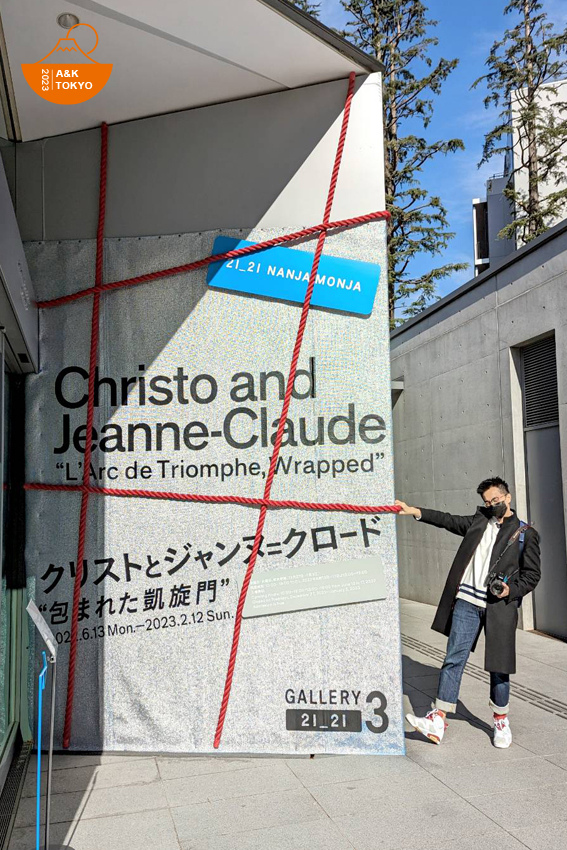 2023
A&K
TOKYO
21_21 NANJA MONJA
Christo and
Jeanne-Claude
“L’Arc de Triomphe, Wrapped”
クリストとジャンヌ=クロード
“包まれた凱旋門”
6.13 Mon.—2023.2.12 Sun.
GALLERY
21_21
3